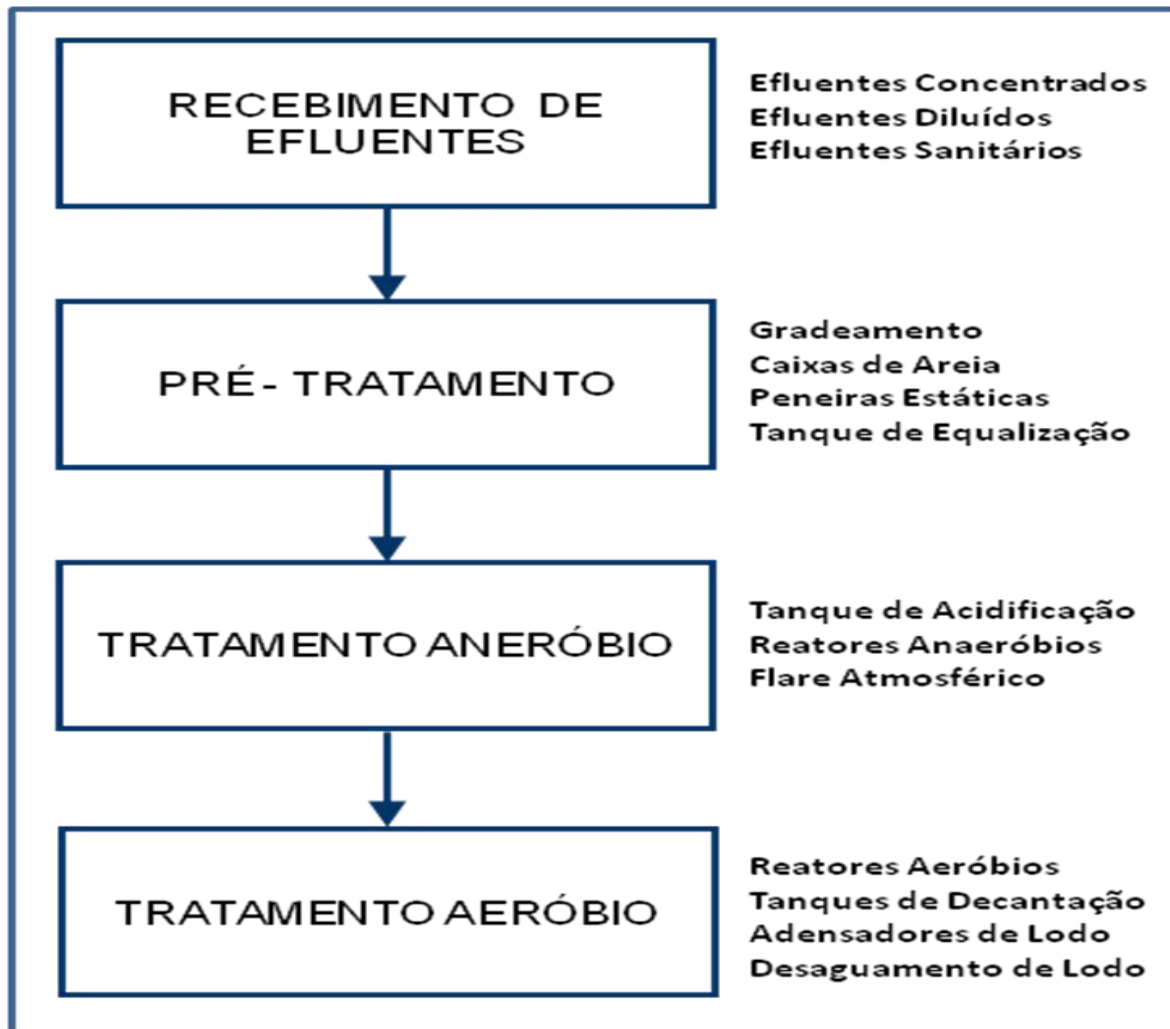 RECEBIMENTO DE
EFLUENTES
Efluentes Concentrados
Efluentes Diluídos
Efluentes Sanitários
PRÉ - TRATAMENTO
Gradeamento
Caixas de Areia
Peneiras Estáticas
Tanque de Equalização
TRATAMENTO ANERÓBIO
Tanque de Acidificação
Reatores Anaeróbios
Flare Atmosférico
TRATAMENTO AERÓBIO
Reatores Aeróbios
Tanques de Decantação
Adensadores de Lodo
Desaguamento de Lodo